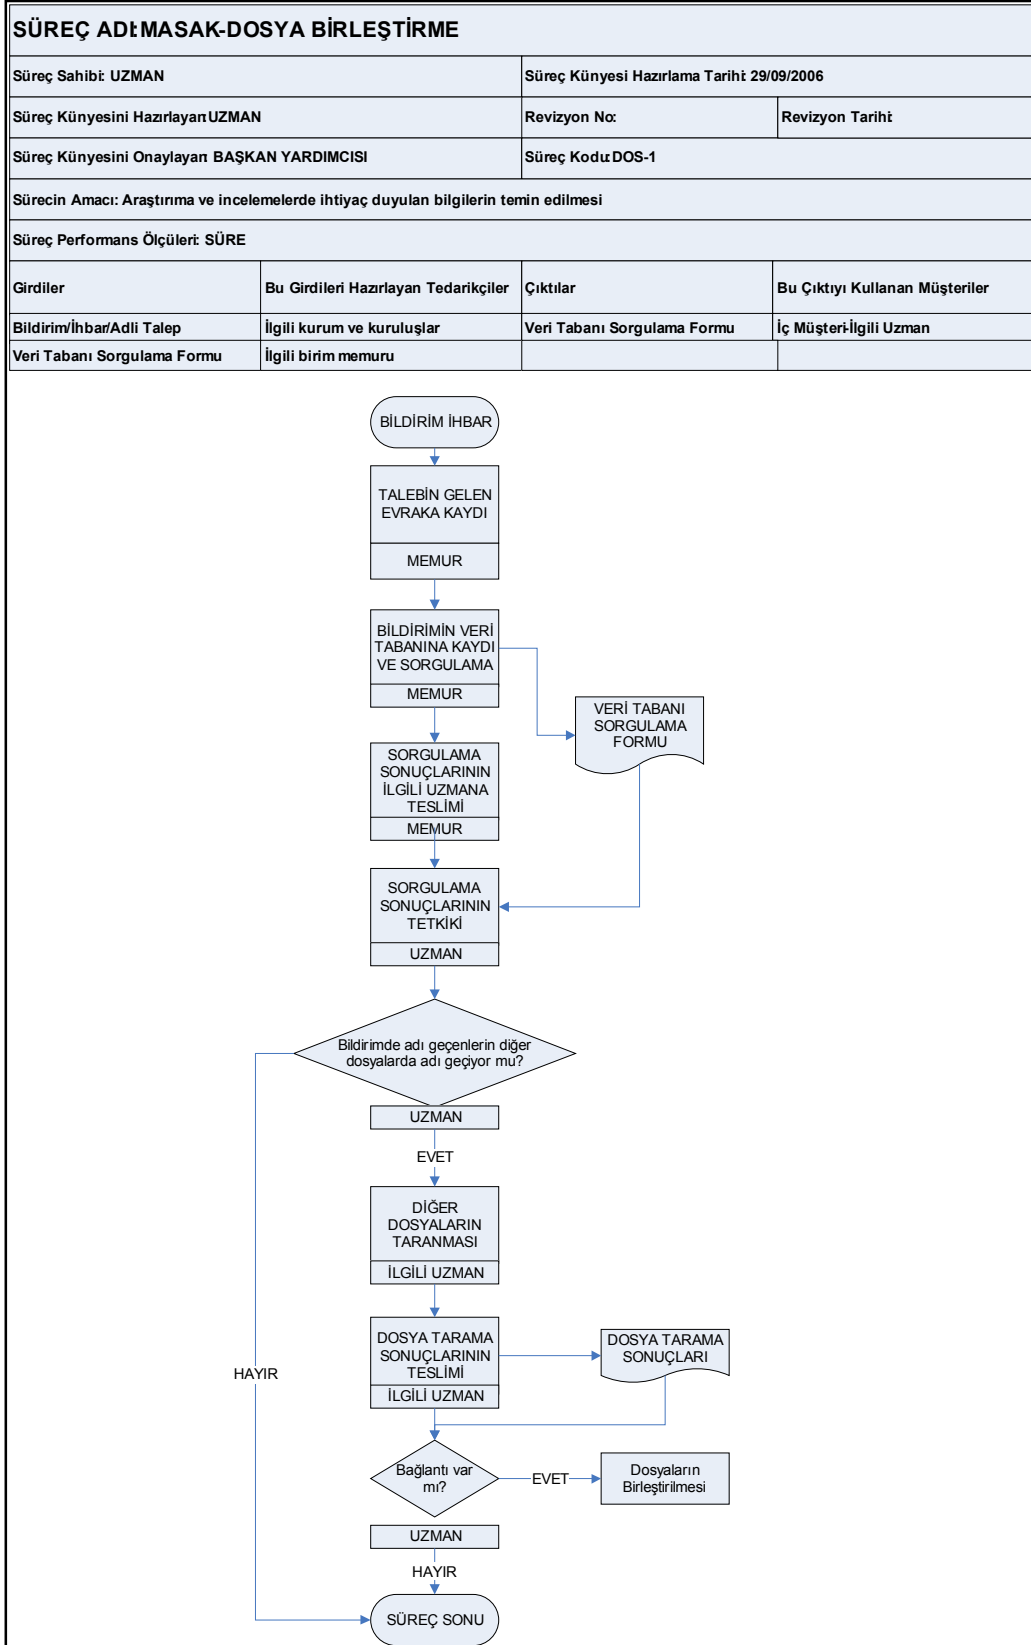 SÜREÇ ADI:MASAK-DOSYA BİRLEŞTİRME
Süreç Sahibi: UZMAN
Süreç Künyesi Hazırlama Tarihi: 29/09/2006
Süreç Künyesini Hazırlayan:UZMAN
Revizyon No:
Revizyon Tarihi:
Süreç Künyesini Onaylayan: BAŞKAN YARDIMCISI
Süreç Kodu:DOS-1
Sürecin Amacı: Araştırıma ve incelemelerde ihtiyaç duyulan bilgilerin temin edilmesi
Süreç Performans Ölçüleri: SÜRE
Girdiler
Bu Girdileri Hazırlayan Tedarikçiler
Çıktılar
Bu Çıktıyı Kullanan Müşteriler
Bildirim/İhbar/Adli Talep
İlgili kurum ve kuruluşlar
Veri Tabanı Sorgulama Formu
İç Müşteri-İlgili Uzman
Veri Tabanı Sorgulama Formu
İlgili birim memuru
BİLDİRİM İHBAR
TALEBİN GELEN
EVRAKA KAYDI
MEMUR
BİLDİRİMİN VERİ
TABANINA KAYDI
VE SORGULAMA
MEMUR
VERİ TABANI
SORGULAMA
FORMU
SORGULAMA
SONUÇLARININ
İLGİLİ UZMANA
TESLİMİ
MEMUR
SORGULAMA
SONUÇLARININ
TETKİKİ
UZMAN
Bildirimde adı geçenlerin diğer
dosyalarda adı geçiyor mu?
UZMAN
EVET
DİĞER
DOSYALARIN
TARANMASI
İLGİLİ UZMAN
DOSYA TARAMA
SONUÇLARININ
TESLİMİ
İLGİLİ UZMAN
DOSYA TARAMA
SONUÇLARI
HAYIR
Bağlantı var
mı?
EVET
Dosyaların
Birleştirilmesi
UZMAN
HAYIR
SÜREÇ SONU